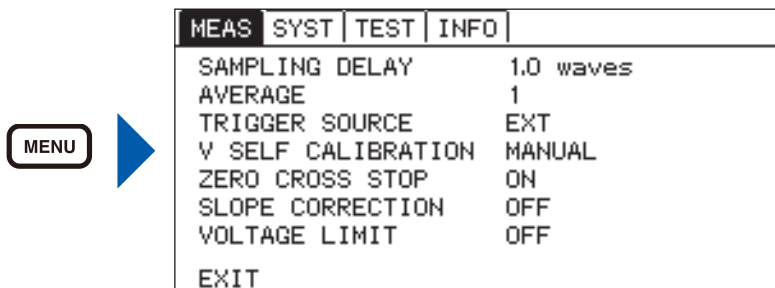 MEAS SYST TEST INFO
SAMPLING DELAY 1.0 waves
AVERAGE 1
TRIGGER SOURCE EXT
MENU
V SELF CALIBRATION MANUAL
ZERO CROSS STOP ON
SLOPE CORRECTION OFF
VOLTAGE LIMIT OFF
EXIT